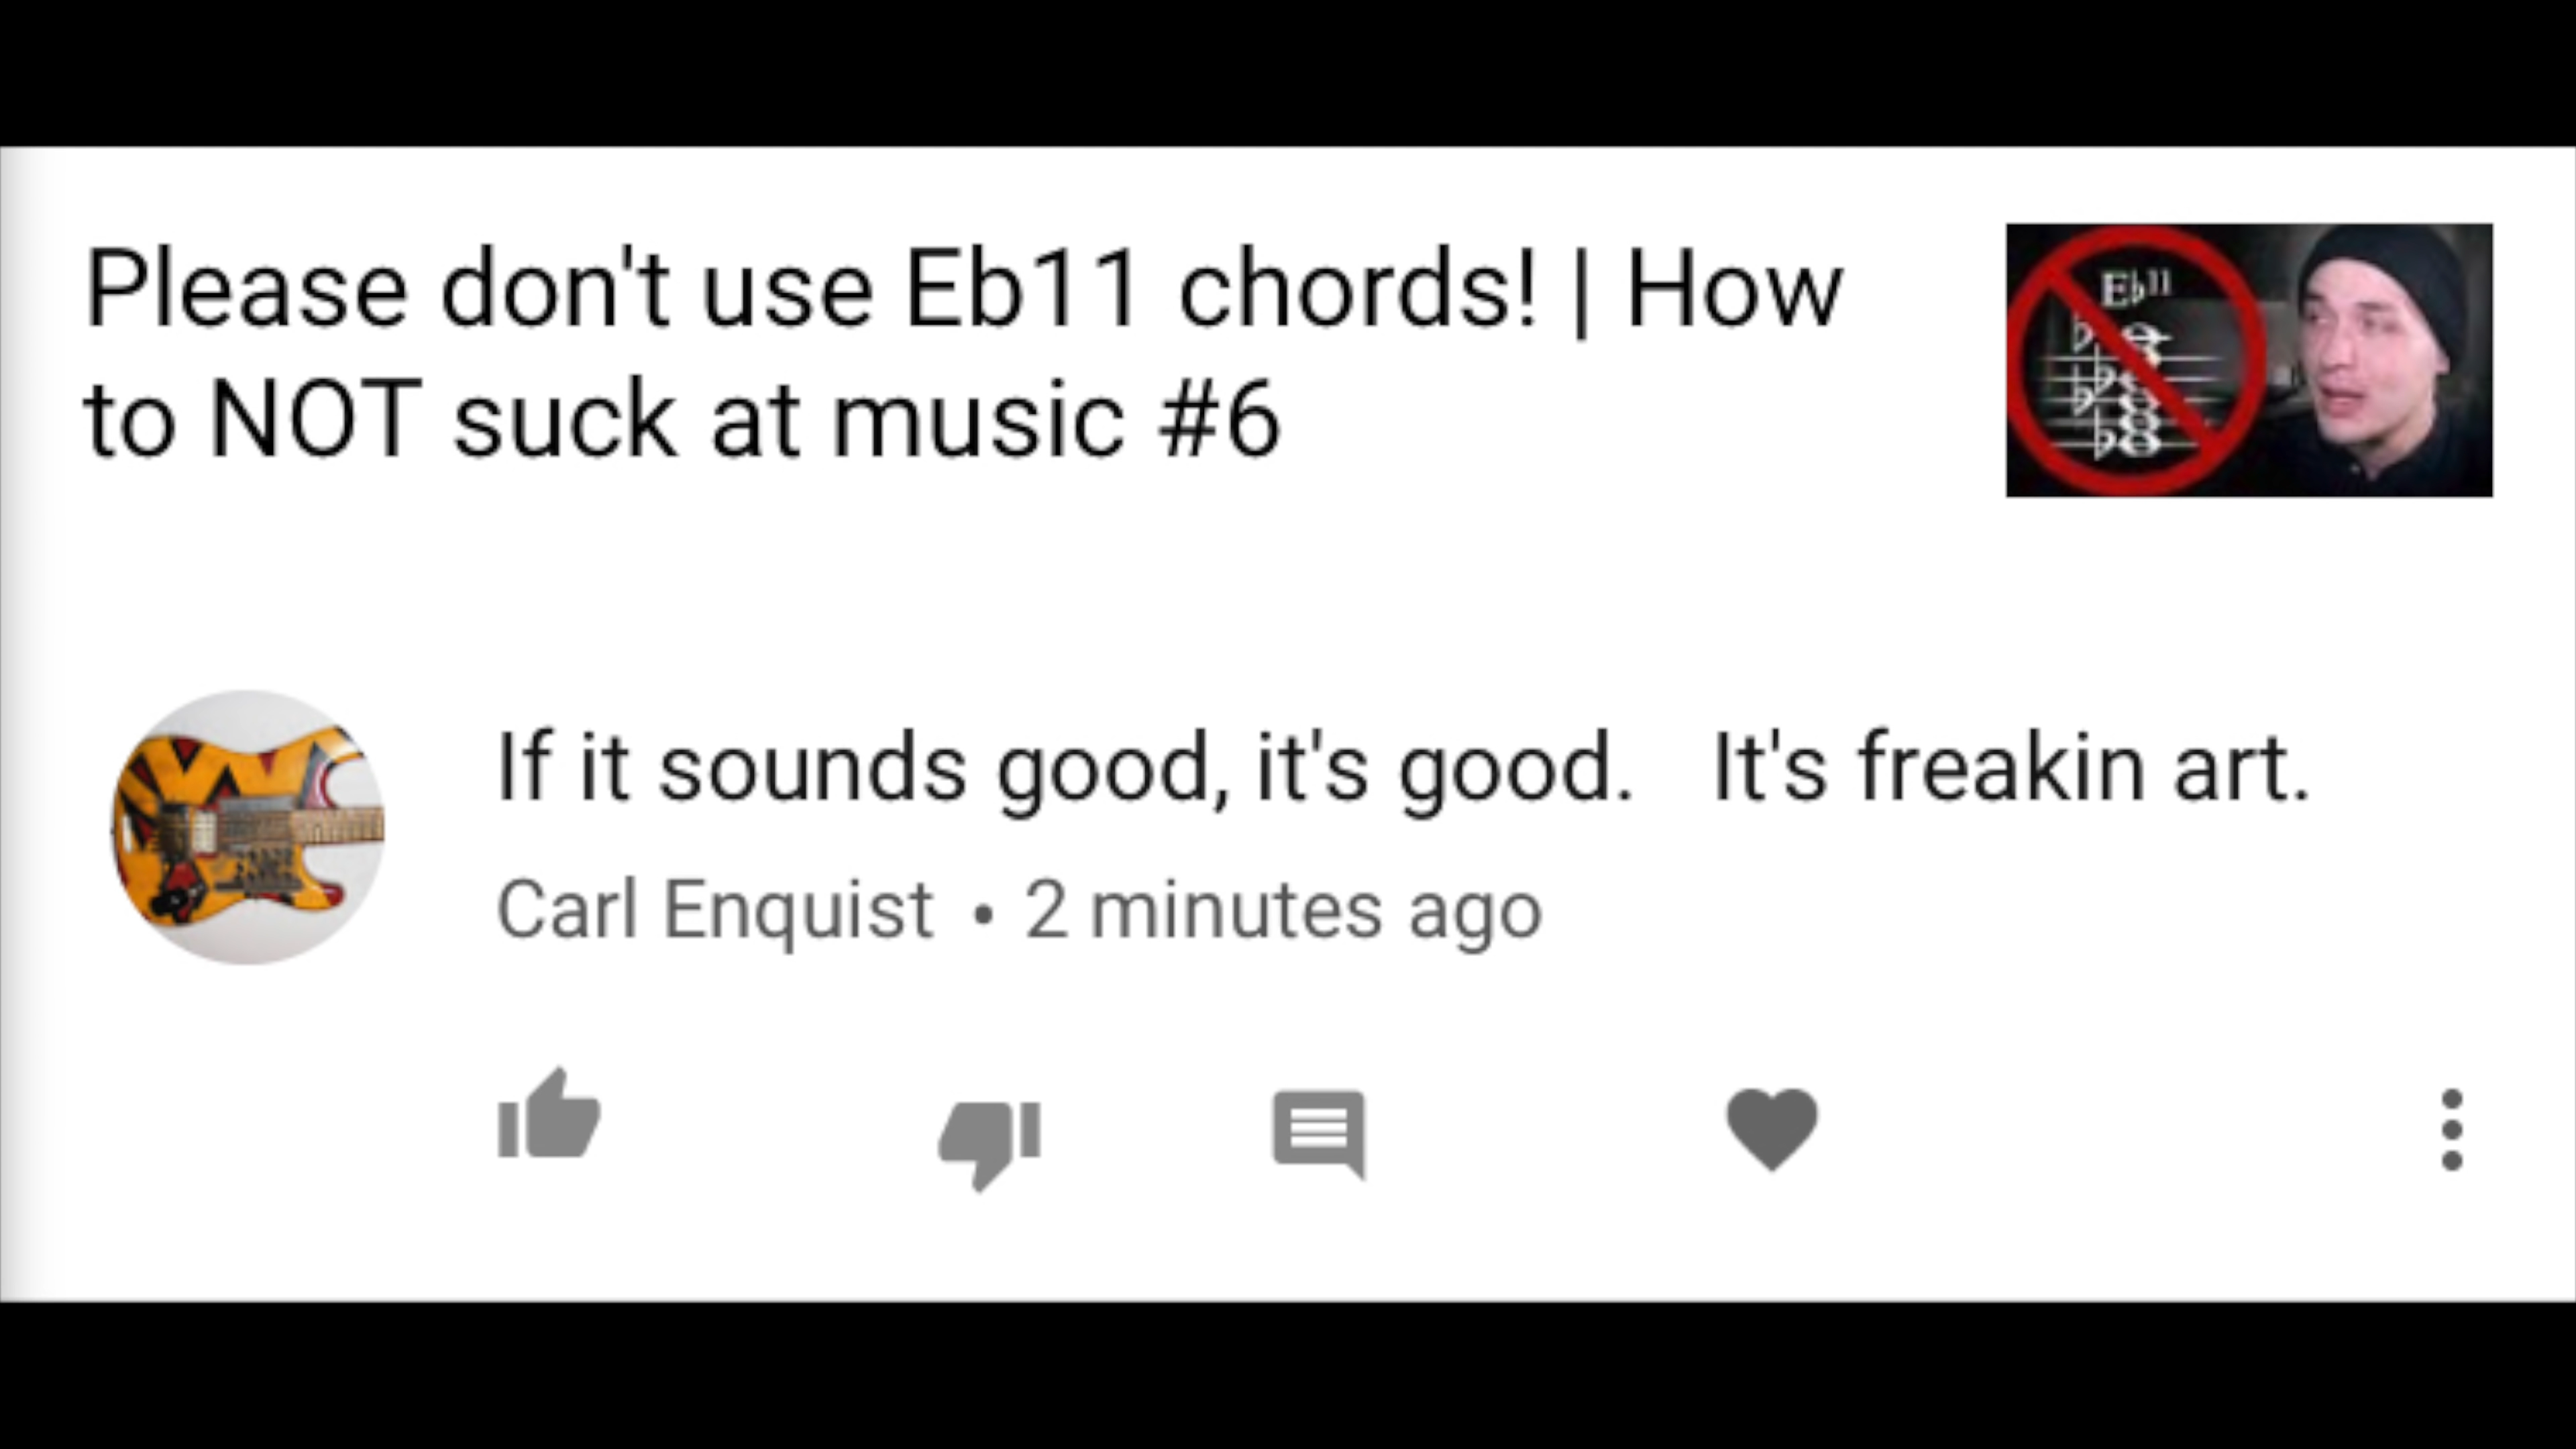 Please don't use Eb11 chords! | How
to NOT suck at music #6
E♭11
If it sounds good, it's good.   It's freakin art.
Carl Enquist • 2 minutes ago